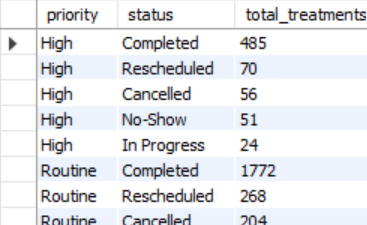 priority status total_treatments
High Completed 485
High Rescheduled 70
High Cancelled 56
High No-Show 51
High In Progress 24
Routine Completed 1772
Routine Rescheduled 268
Routine Cancelled 204